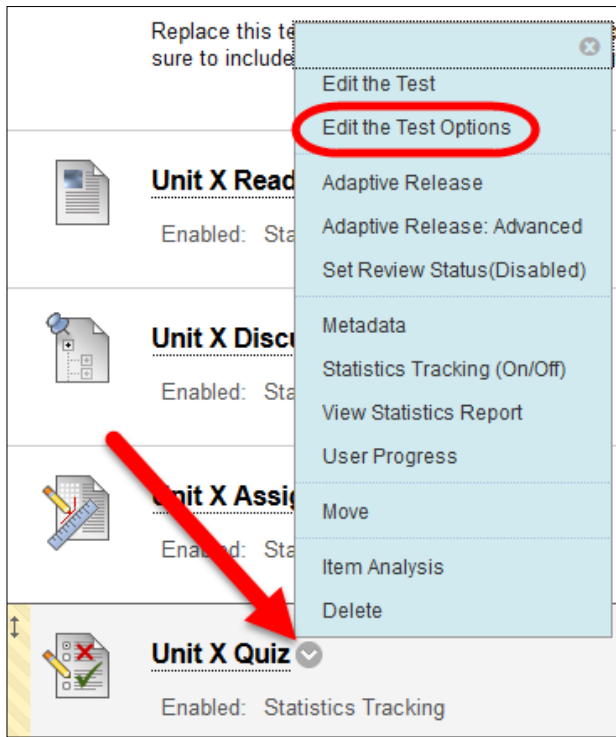 Replace this te
sure to include
Edit the Test
Edit the Test Options
Adaptive Release
Adaptive Release: Advanced
Set Review Status(Disabled)
Metadata
Statistics Tracking (On/Off)
View Statistics Report
User Progress
Move
Item Analysis
Delete
Unit X Read
Enabled: Sta
Unit X Discu
Enabled: Sta
Unit X Assig
Enabled: Sta
Unit X Quiz
Enabled: Statistics Tracking